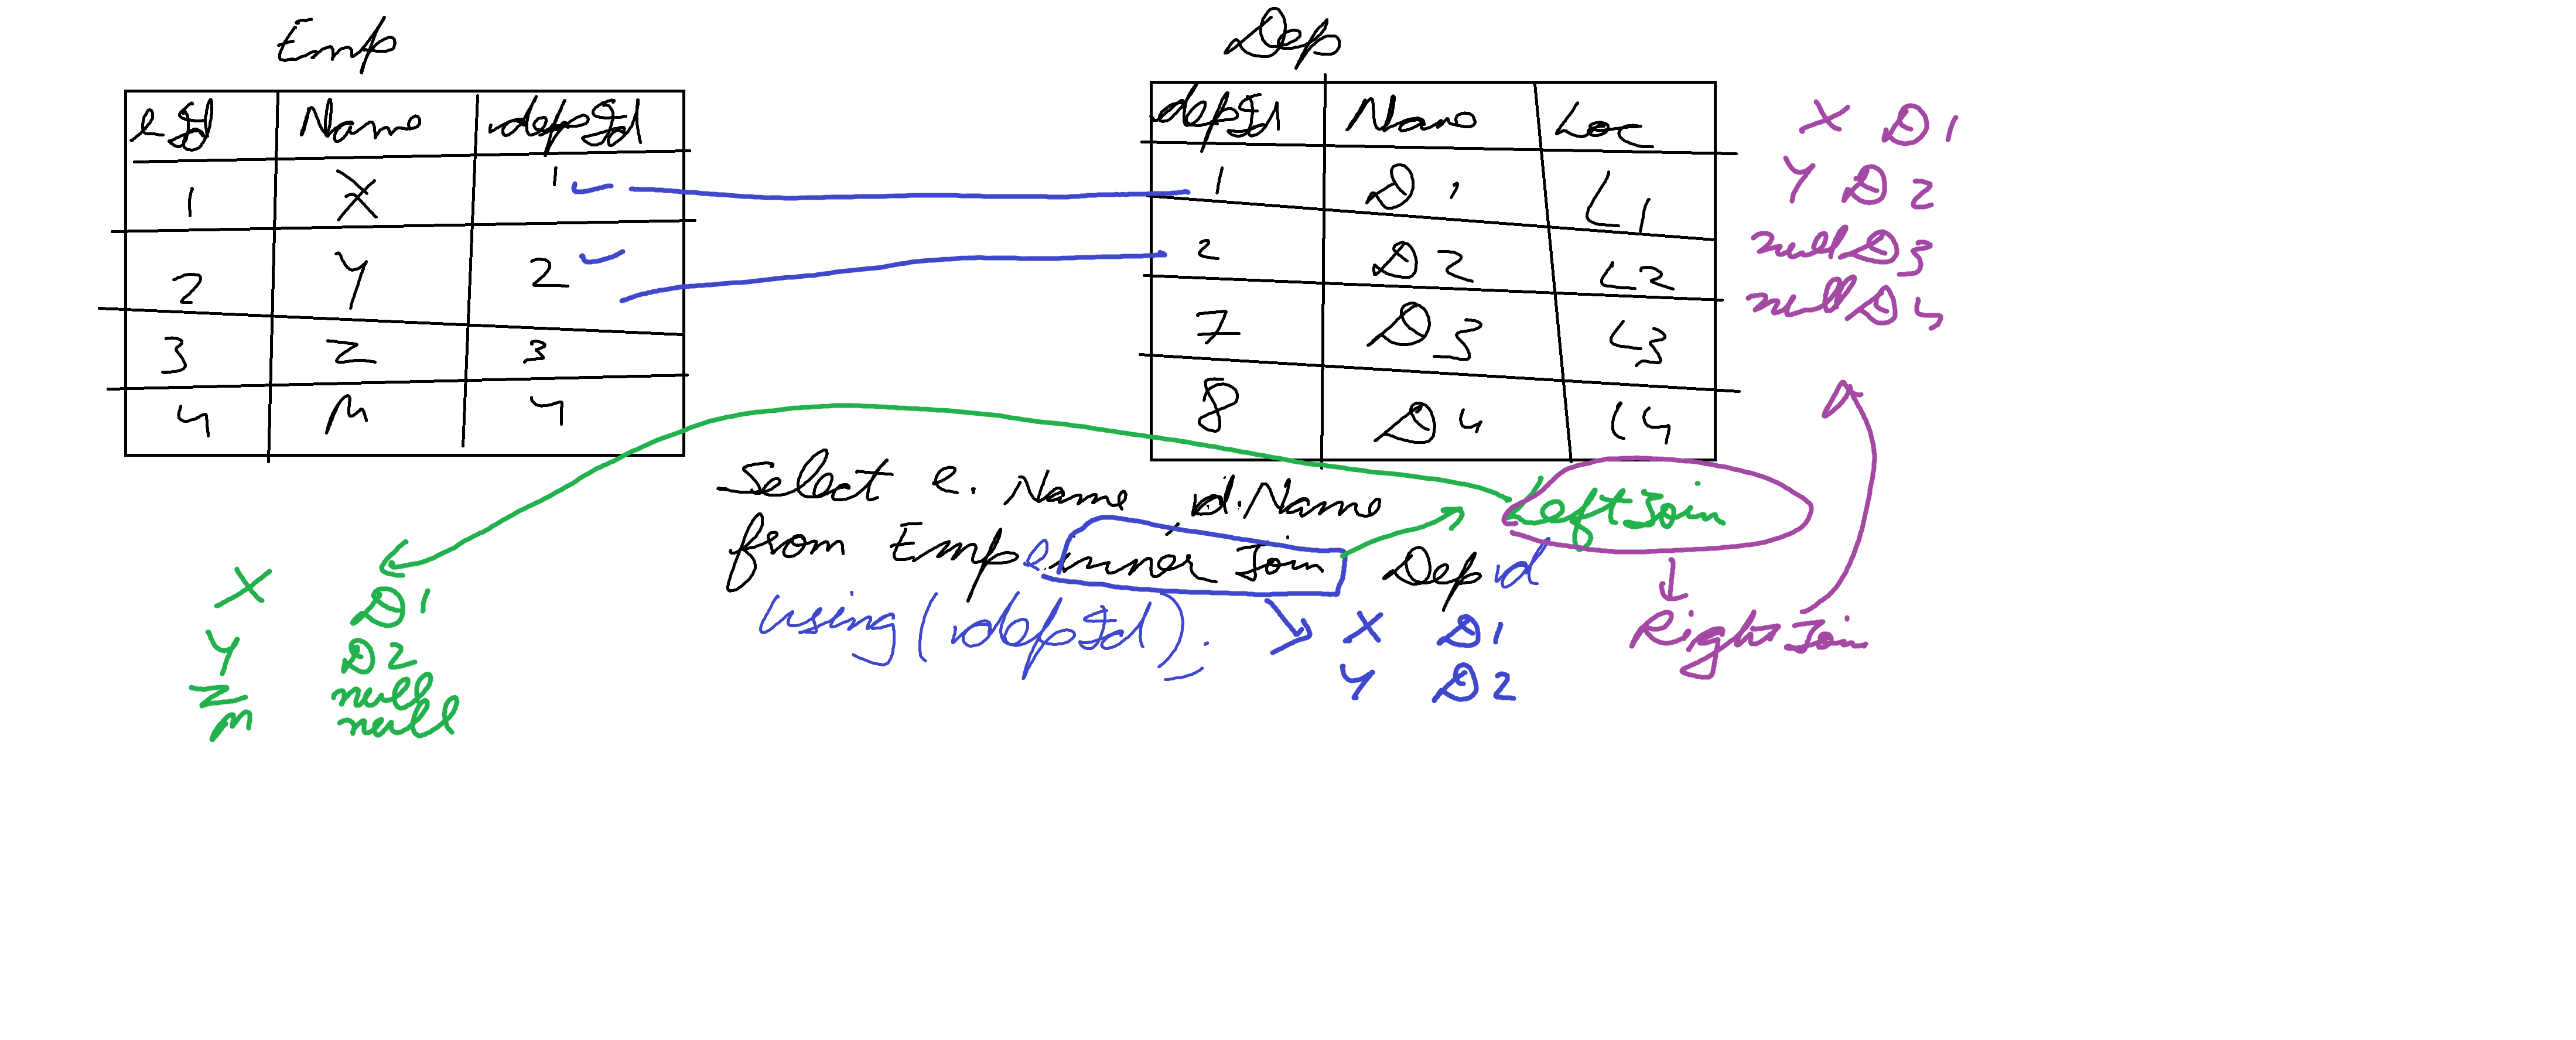 Emp
eId Name depId
1 X 1
2 Y 2
3 Z 3
4 M 4
Dep
depId Name Loc
1 D1 L1
2 D2 L2
7 D3 L3
8 D4 L4
X D1
Y D2
null D3
null D4
Select e.Name, d.Name
from Emp e inner Join Dep d
using(depId);
Left Join
Right Join
X D1
Y D2
X D1
Y D2
Z null
M null